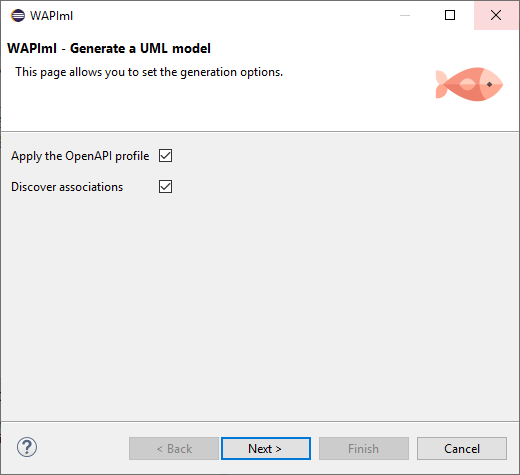 WAPIml
WAPIml - Generate a UML model
This page allows you to set the generation options.
Apply the OpenAPI profile
Discover associations
?
< Back
Next >
Finish
Cancel